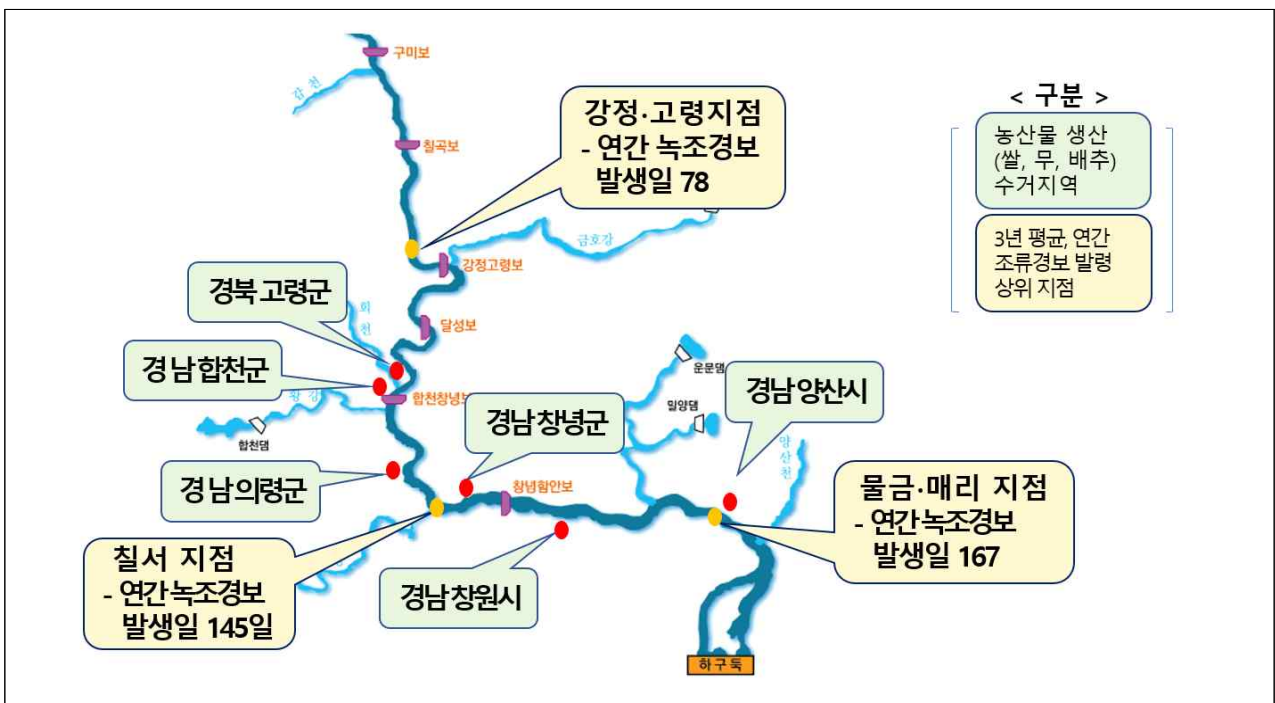 구미보
감천
칠곡보
강정·고령지점
- 연간 녹조경보
발생일 78
< 구분 >
농산물 생산
(쌀, 무, 배추)
수거지역
3년 평균, 연간
조류경보 발령
상위 지점
금호강
강정고령보
경북 고령군
회천
달성보
경남 합천군
합천창녕보
황강
합천댐
운문댐
밀양댐
경남 양산시
경남 창녕군
양산천
경남 의령군
창녕함안보
물금·매리 지점
- 연간 녹조경보
발생일 167
칠서 지점
- 연간 녹조경보
발생일 145일
경남 창원시
하구둑